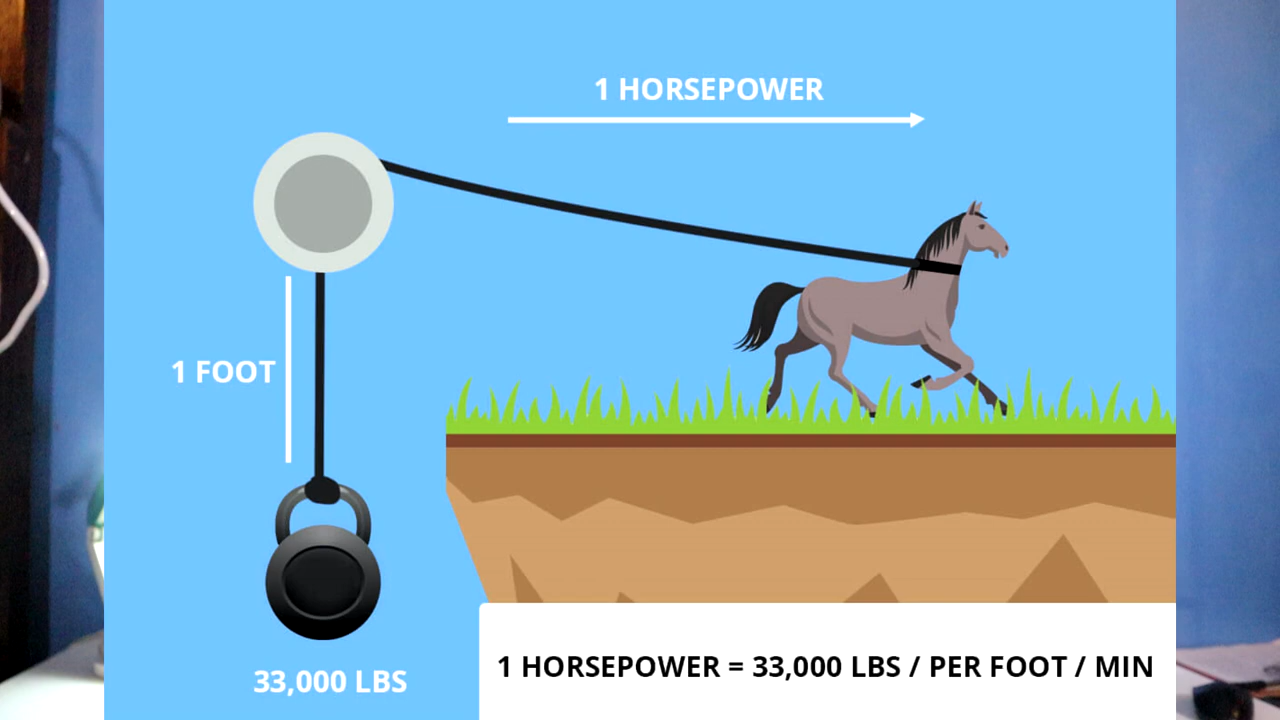 1 HORSEPOWER
1 FOOT
33,000 LBS
1 HORSEPOWER = 33,000 LBS / PER FOOT / MIN